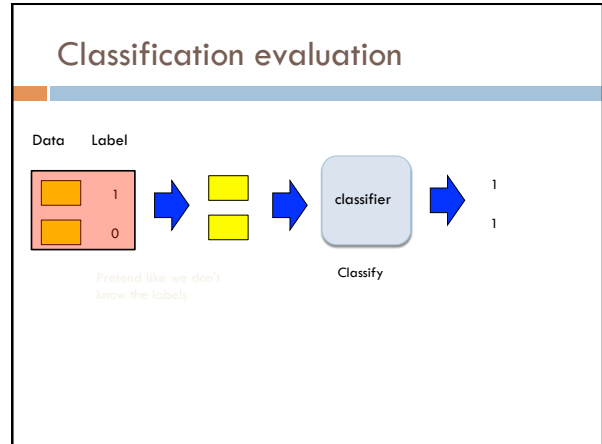 Classification evaluation
Data Label
1
0
Pretend like we don't
know the labels
classifier
Classify
1
1